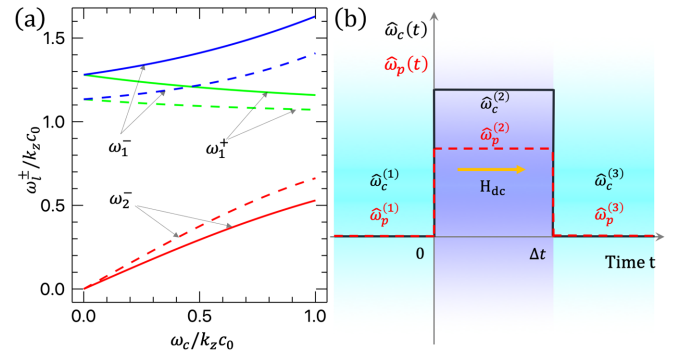 (a)
1.5
1.0
0.5
0.0
ω_l^±/k_z c_0
ω_1^-
ω_1^+
ω_2^-
0.0
0.5
1.0
ω_c/k_z c_0
(b)
ω̂_c(t)
ω̂_p(t)
ω̂_c^(2)
ω̂_p^(2)
H_dc
ω̂_c^(1)
ω̂_p^(1)
ω̂_c^(3)
ω̂_p^(3)
0
Δt
Time t